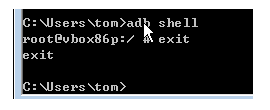 C:\Users\tom>adb shell
root@vbox86p:/ # exit
exit
C:\Users\tom>